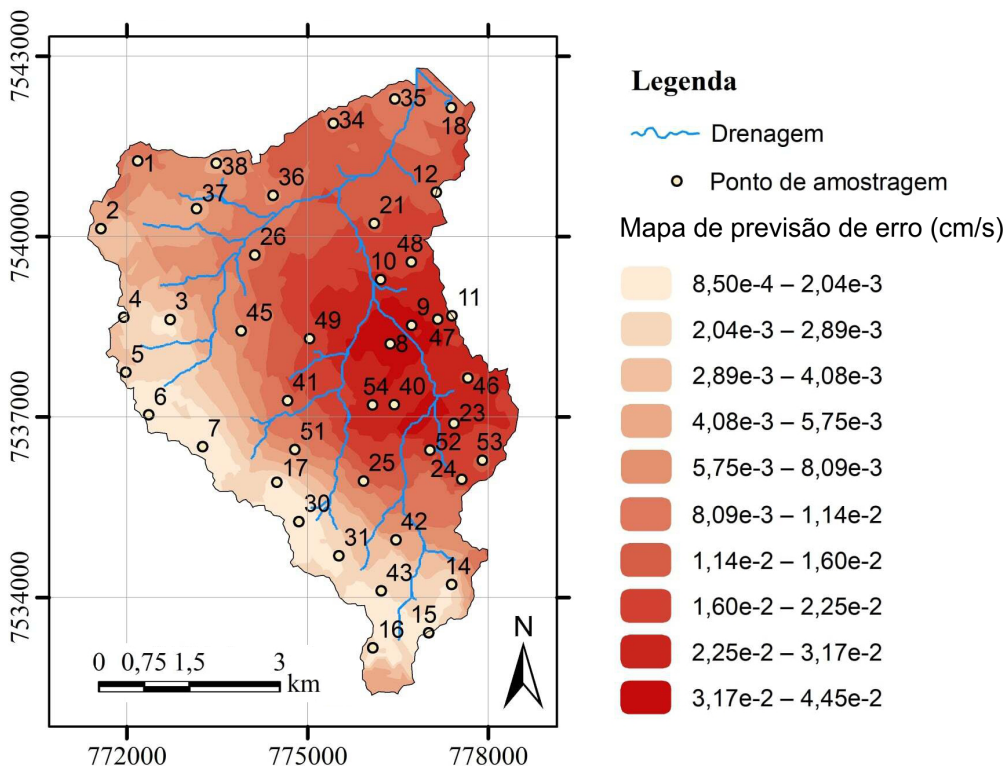 7543000
7540000
7537000
7534000
772000
775000
778000
35
34
18
1
38
36
12
37
2
21
26
48
10
4
3
11
45
49
9
47
8
5
46
41
54
40
6
23
7
51
52
53
17
25
24
30
42
31
14
43
15
16
N
0 0,75 1,5 3
km
Legenda
Drenagem
Ponto de amostragem
Mapa de previsão de erro (cm/s)
8,50e-4 – 2,04e-3
2,04e-3 – 2,89e-3
2,89e-3 – 4,08e-3
4,08e-3 – 5,75e-3
5,75e-3 – 8,09e-3
8,09e-3 – 1,14e-2
1,14e-2 – 1,60e-2
1,60e-2 – 2,25e-2
2,25e-2 – 3,17e-2
3,17e-2 – 4,45e-2